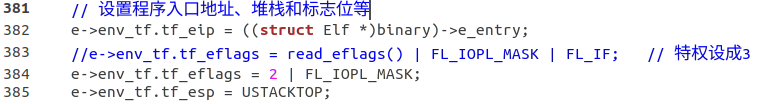 381 // 设置程序入口地址、堆栈和标志位等
382 e->env_tf.tf_eip = ((struct Elf *)binary)->e_entry;
383 //e->env_tf.tf_eflags = read_eflags() | FL_IOPL_MASK | FL_IF; // 特权设成3
384 e->env_tf.tf_eflags = 2 | FL_IOPL_MASK;
385 e->env_tf.tf_esp = USTACKTOP;